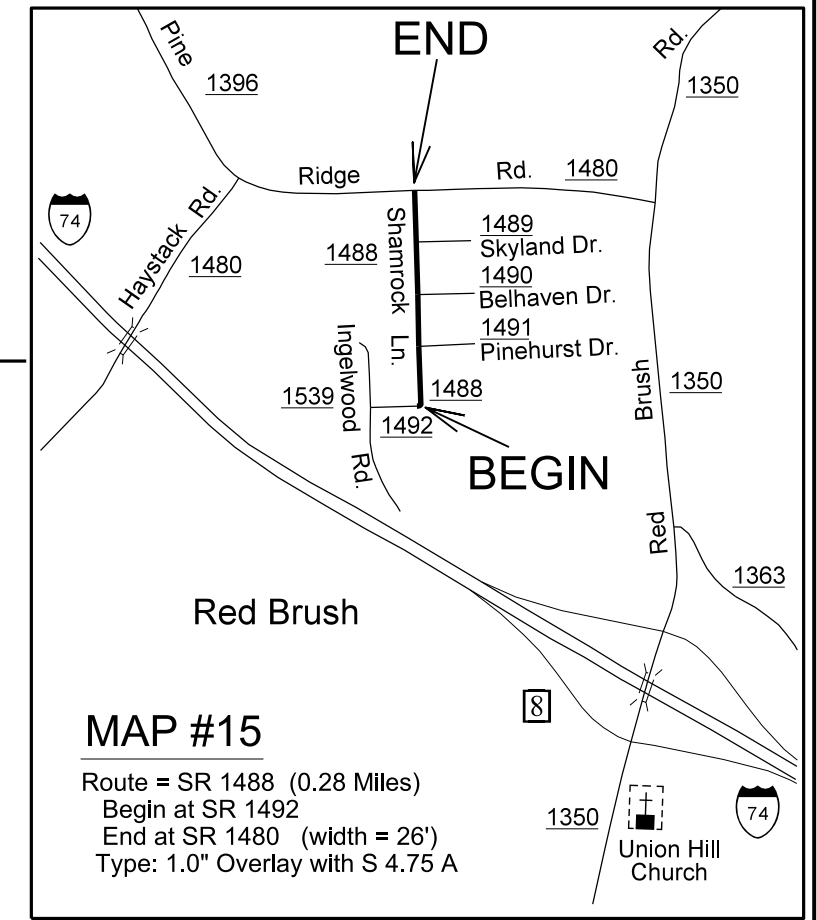 END
Pine
1396
Rd.
1350
Ridge
Rd.
1480
74
Haystack Rd.
1480
1488
Shamrock Ln.
1489
Skyland Dr.
1490
Belhaven Dr.
1491
Pinehurst Dr.
Ingelwood Rd.
1539
1488
1492
BEGIN
Brush
1350
Red
1363
Red Brush
8
MAP #15
Route = SR 1488 (0.28 Miles)
Begin at SR 1492
End at SR 1480 (width = 26')
Type: 1.0" Overlay with S 4.75 A
1350
Union Hill
Church
74